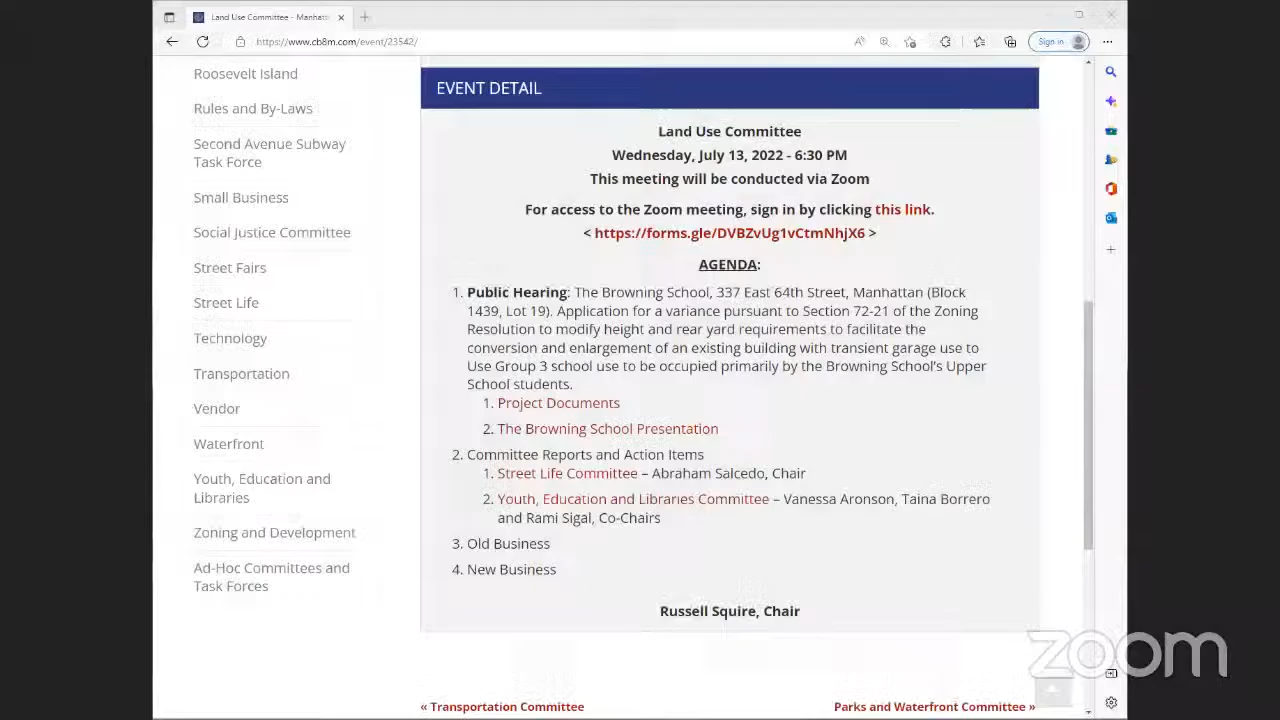 Land Use Committee - Manhatt
https://www.cb8m.com/event/23542/
Sign in
Roosevelt Island
Rules and By-Laws
Second Avenue Subway
Task Force
Small Business
Social Justice Committee
Street Fairs
Street Life
Technology
Transportation
Vendor
Waterfront
Youth, Education and
Libraries
Zoning and Development
Ad-Hoc Committees and
Task Forces
EVENT DETAIL
Land Use Committee
Wednesday, July 13, 2022 - 6:30 PM
This meeting will be conducted via Zoom
For access to the Zoom meeting, sign in by clicking this link.
< https://forms.gle/DVBZvUg1vCtmNhjX6 >
AGENDA:
1. Public Hearing: The Browning School, 337 East 64th Street, Manhattan (Block
1439, Lot 19). Application for a variance pursuant to Section 72-21 of the Zoning
Resolution to modify height and rear yard requirements to facilitate the
conversion and enlargement of an existing building with transient garage use to
Use Group 3 school use to be occupied primarily by the Browning School's Upper
School students.
1. Project Documents
2. The Browning School Presentation
2. Committee Reports and Action Items
1. Street Life Committee – Abraham Salcedo, Chair
2. Youth, Education and Libraries Committee – Vanessa Aronson, Taina Borrero
and Rami Sigal, Co-Chairs
3. Old Business
4. New Business
Russell Squire, Chair
« Transportation Committee
Parks and Waterfront Committee »
zoom